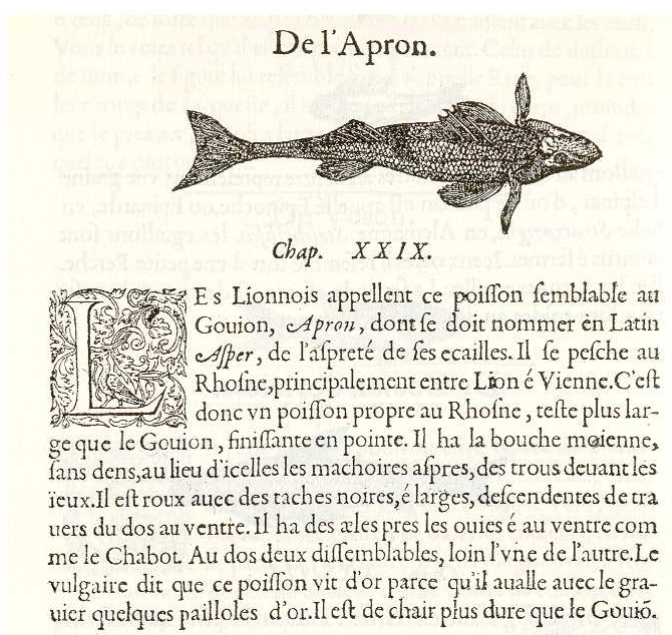 De l'Apron.
Chap. XXIX.
LEs Lionnois appellent ce poiſſon ſemblable au
Gouion, Apron, dont ſe doit nommer en Latin
Aſper, de l'aſpreté de ſes ecailles. Il ſe peſche au
Rhoſne, principalement entre Lion é Vienne. C'eſt
donc vn poiſſon propre au Rhoſne, teſte plus lar-
ge que le Gouion, finiſſante en pointe. Il ha la bouche moienne,
ſans dens, au lieu d'icelles les machoires aſpres, des trous deuant les
ïeux. Il eſt roux auec des taches noires, é larges, deſcendentes de tra
uers du dos au ventre. Il ha des æles pres les ouies é au ventre com
me le Chabot. Au dos deux diſſemblables, loin l'vne de l'autre. Le
vulgaire dit que ce poiſſon vit d'or parce qu'il aualle auec le gra-
uier quelques pailloles d'or. Il eſt de chair plus dure que le Gouiõ.